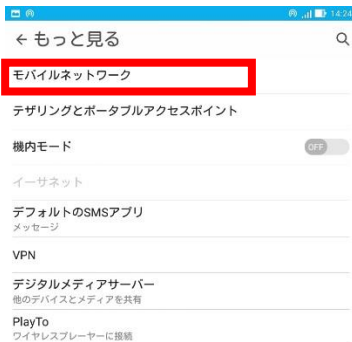 14:24
もっと見る
モバイルネットワーク
テザリングとポータブルアクセスポイント
機内モード
OFF
イーサネット
デフォルトのSMSアプリ
メッセージ
VPN
デジタルメディアサーバー
他のデバイスとメディアを共有
PlayTo
ワイヤレスプレーヤーに接続